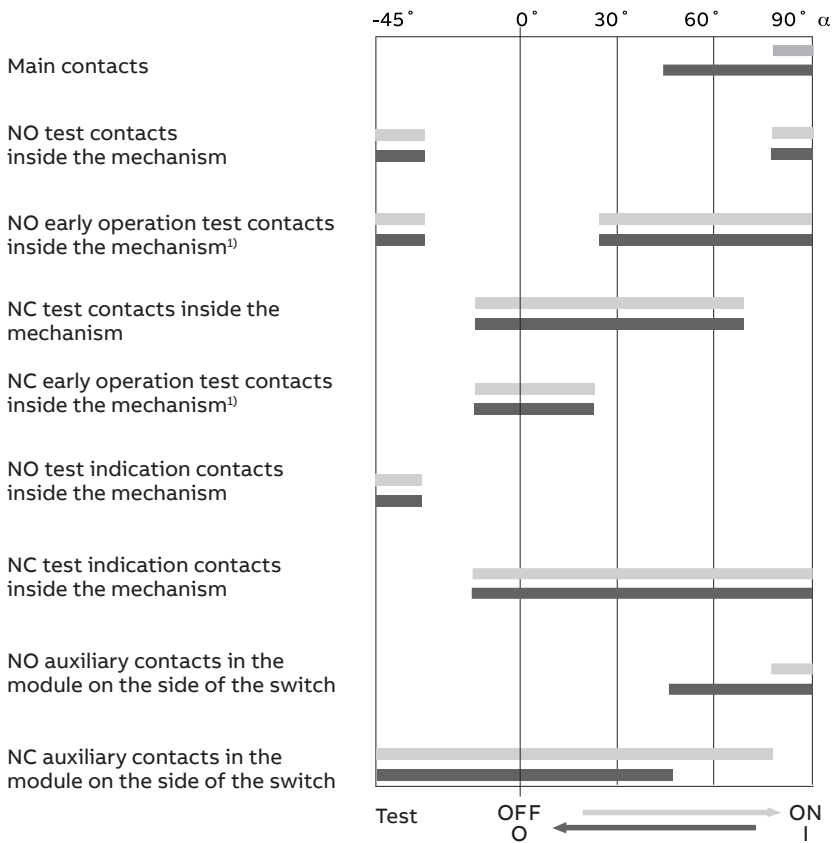 -45° 0° 30° 60° 90° α
Main contacts
NO test contacts
inside the mechanism
NO early operation test contacts
inside the mechanism¹⁾
NC test contacts inside the
mechanism
NC early operation test contacts
inside the mechanism¹⁾
NO test indication contacts
inside the mechanism
NC test indication contacts
inside the mechanism
NO auxiliary contacts in the
module on the side of the switch
NC auxiliary contacts in the
module on the side of the switch
Test OFF ON
O I